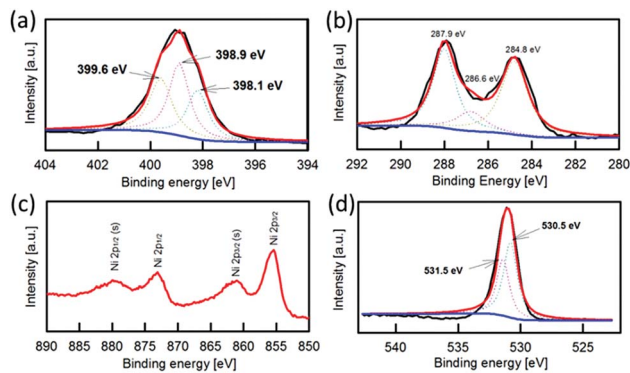 (a)
399.6 eV
398.9 eV
398.1 eV
Intensity [a.u.]
404 402 400 398 396 394
Binding energy [eV]
(b)
287.9 eV
286.6 eV
284.8 eV
Intensity [a.u.]
292 290 288 286 284 282 280
Binding Energy [eV]
(c)
Ni 2p1/2 (s)
Ni 2p1/2
Ni 2p3/2 (s)
Ni 2p3/2
Intensity [a.u.]
890 885 880 875 870 865 860 855 850
Binding energy [eV]
(d)
531.5 eV
530.5 eV
Intensity [a.u.]
540 535 530 525
Binding energy [eV]